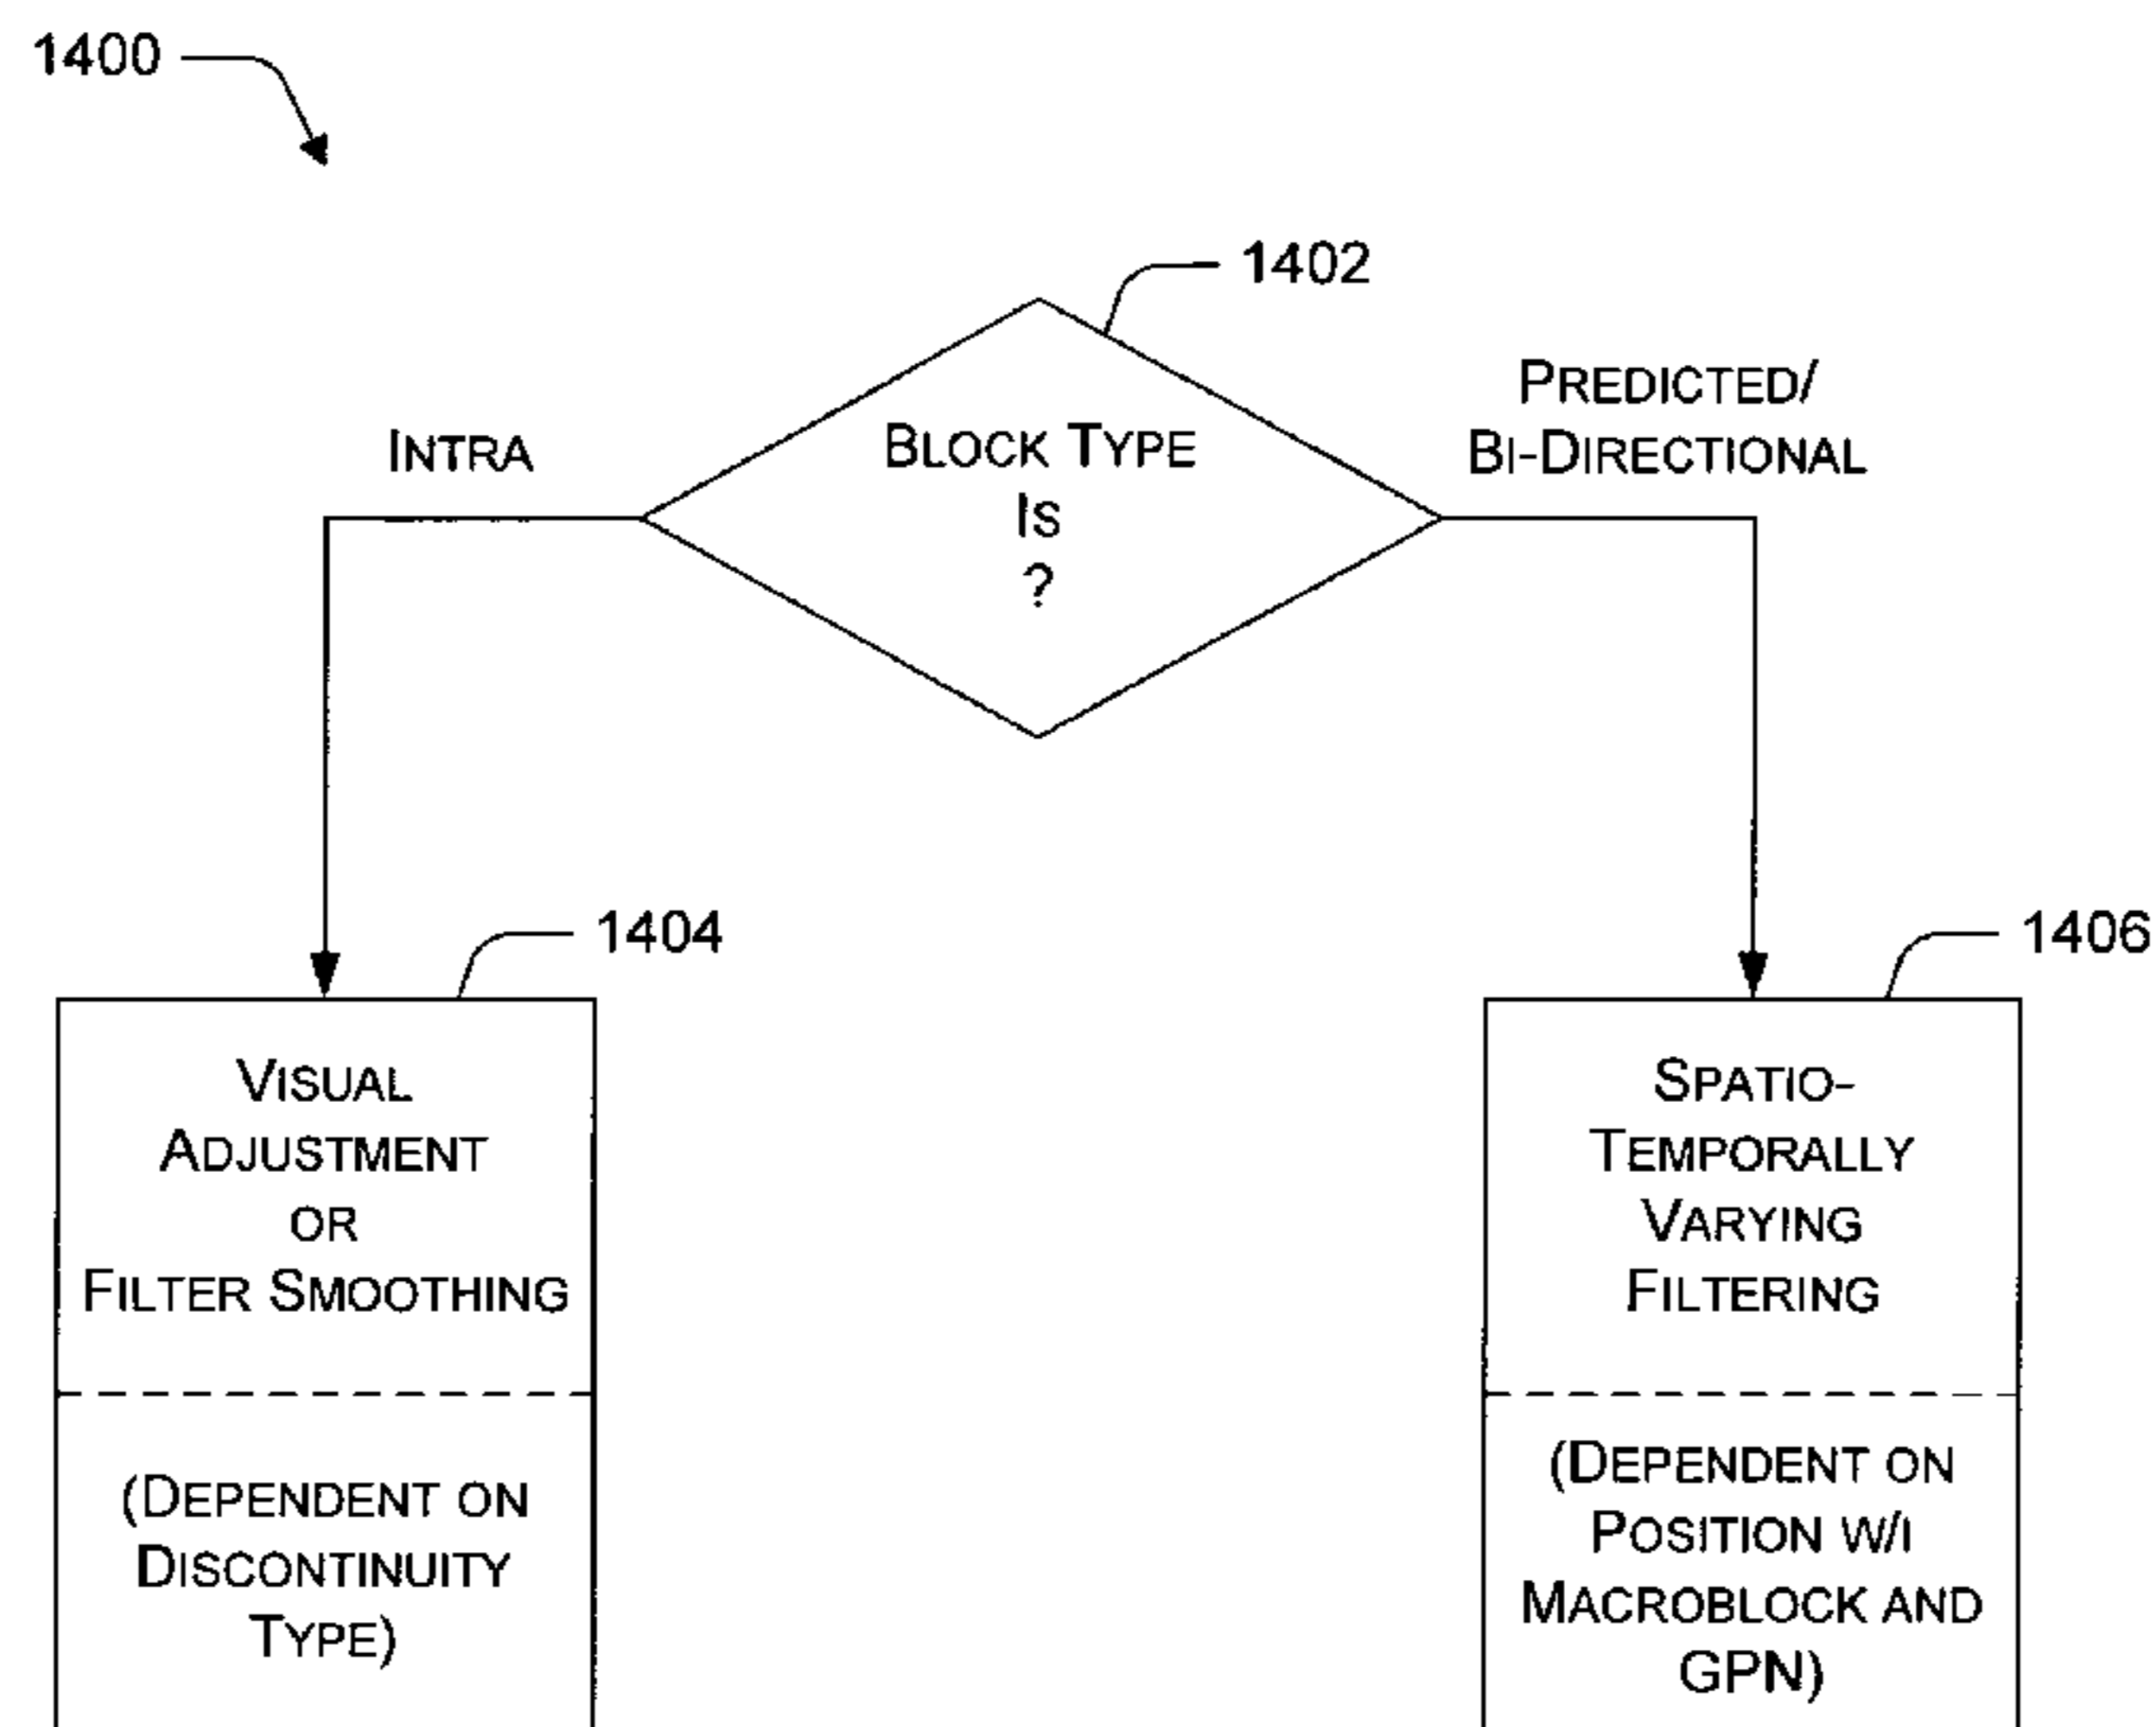 1400
1402
PREDICTED/
BI-DIRECTIONAL
INTRA
BLOCK TYPE
IS
?
1404
1406
VISUAL
ADJUSTMENT
OR
FILTER SMOOTHING
(DEPENDENT ON
DISCONTINUITY
TYPE)
SPATIO-
TEMPORALLY
VARYING
FILTERING
(DEPENDENT ON
POSITION W/I
MACROBLOCK AND
GPN)